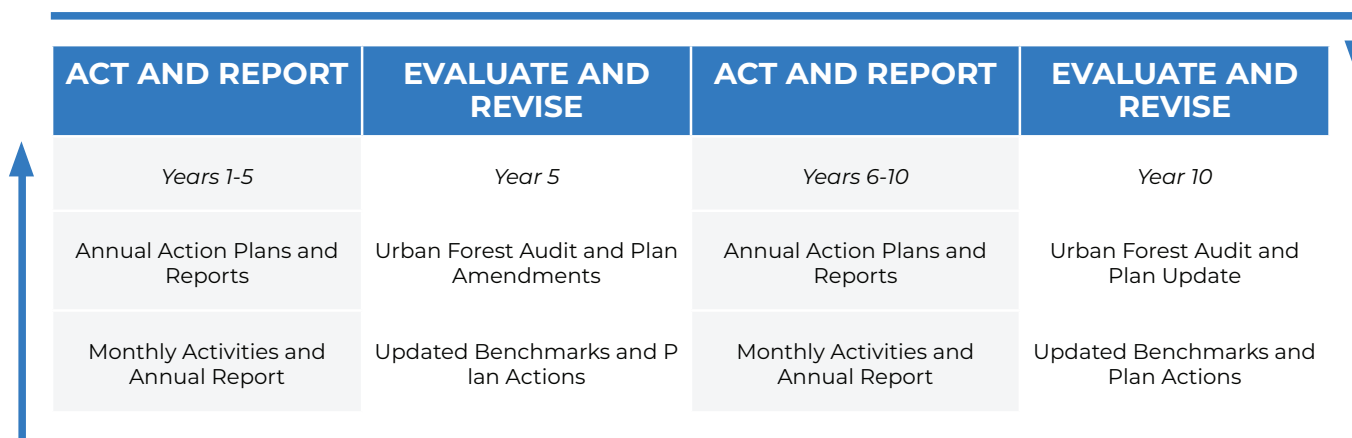 ACT AND REPORT
EVALUATE AND
REVISE
ACT AND REPORT
EVALUATE AND
REVISE
Years 1-5
Year 5
Years 6-10
Year 10
Annual Action Plans and
Reports
Urban Forest Audit and Plan
Amendments
Annual Action Plans and
Reports
Urban Forest Audit and
Plan Update
Monthly Activities and
Annual Report
Updated Benchmarks and P
lan Actions
Monthly Activities and
Annual Report
Updated Benchmarks and
Plan Actions